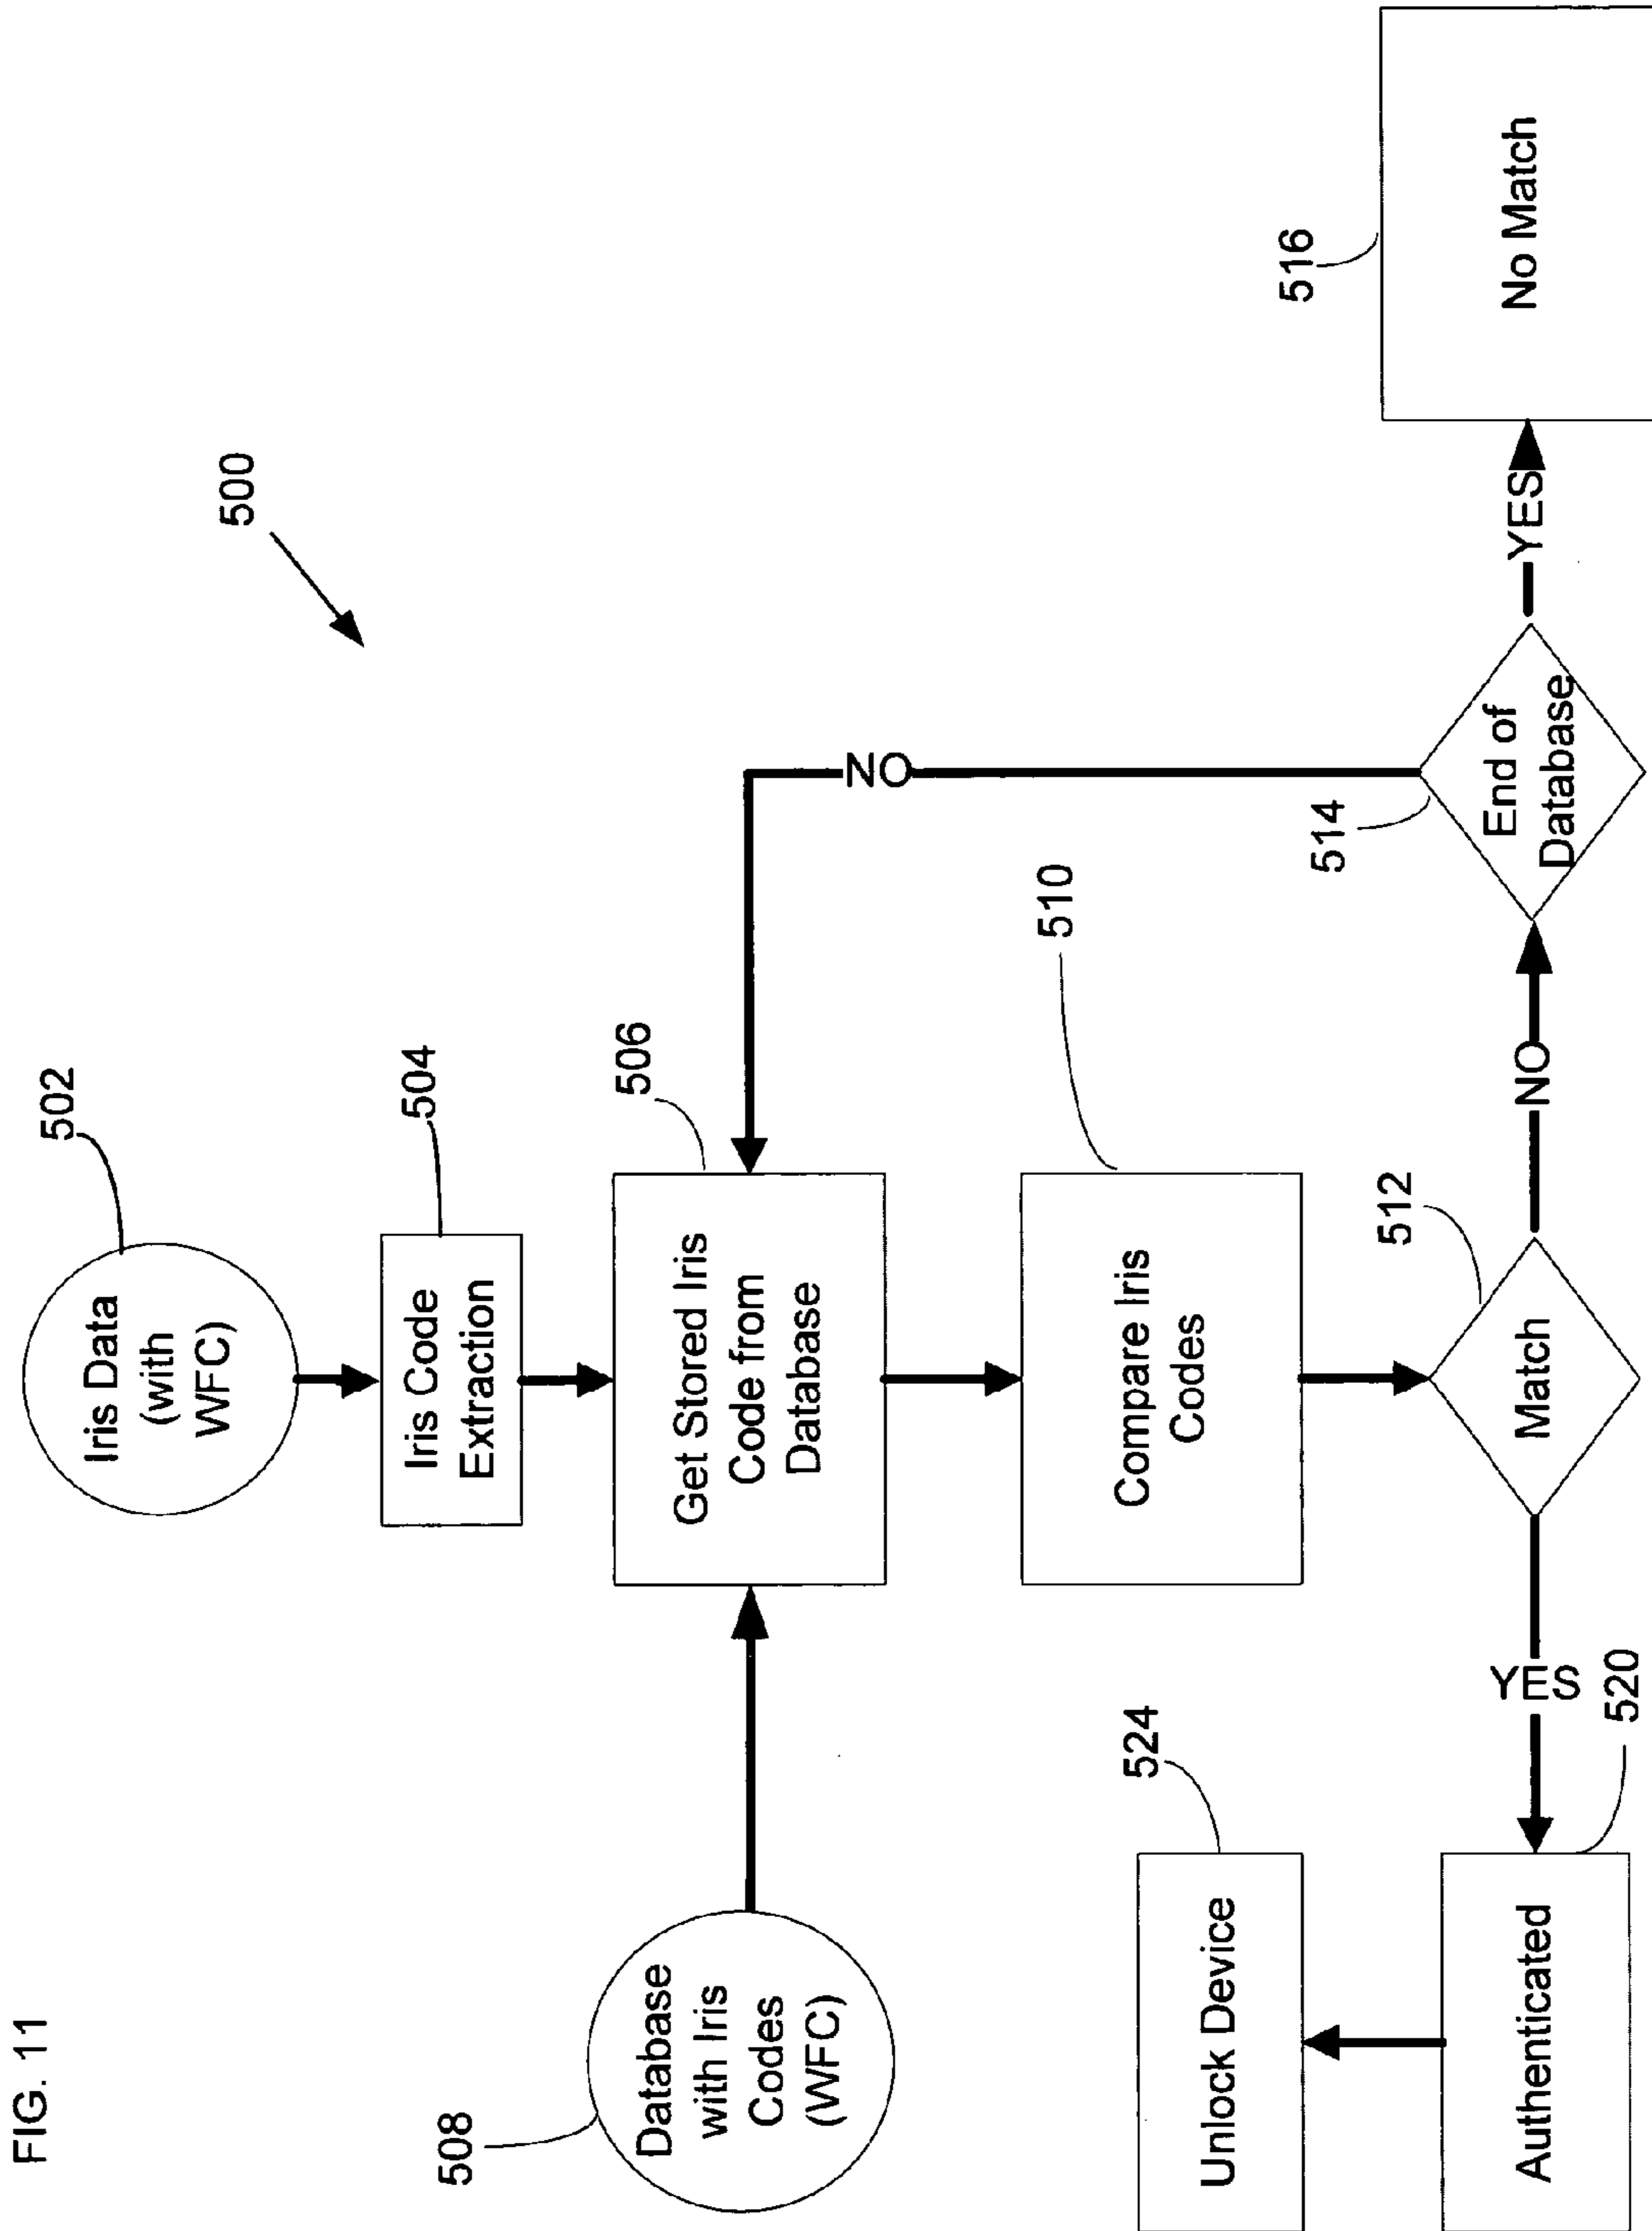 FIG. 11
500
502
Iris Data
(with
WFC)
504
Iris Code
Extraction
506
Get Stored Iris
Code from
Database
508
Database
with Iris
Codes
(WFC)
510
Compare Iris
Codes
512
Match
NO
514
End of
Database
NO
YES
516
No Match
YES
520
Authenticated
524
Unlock Device